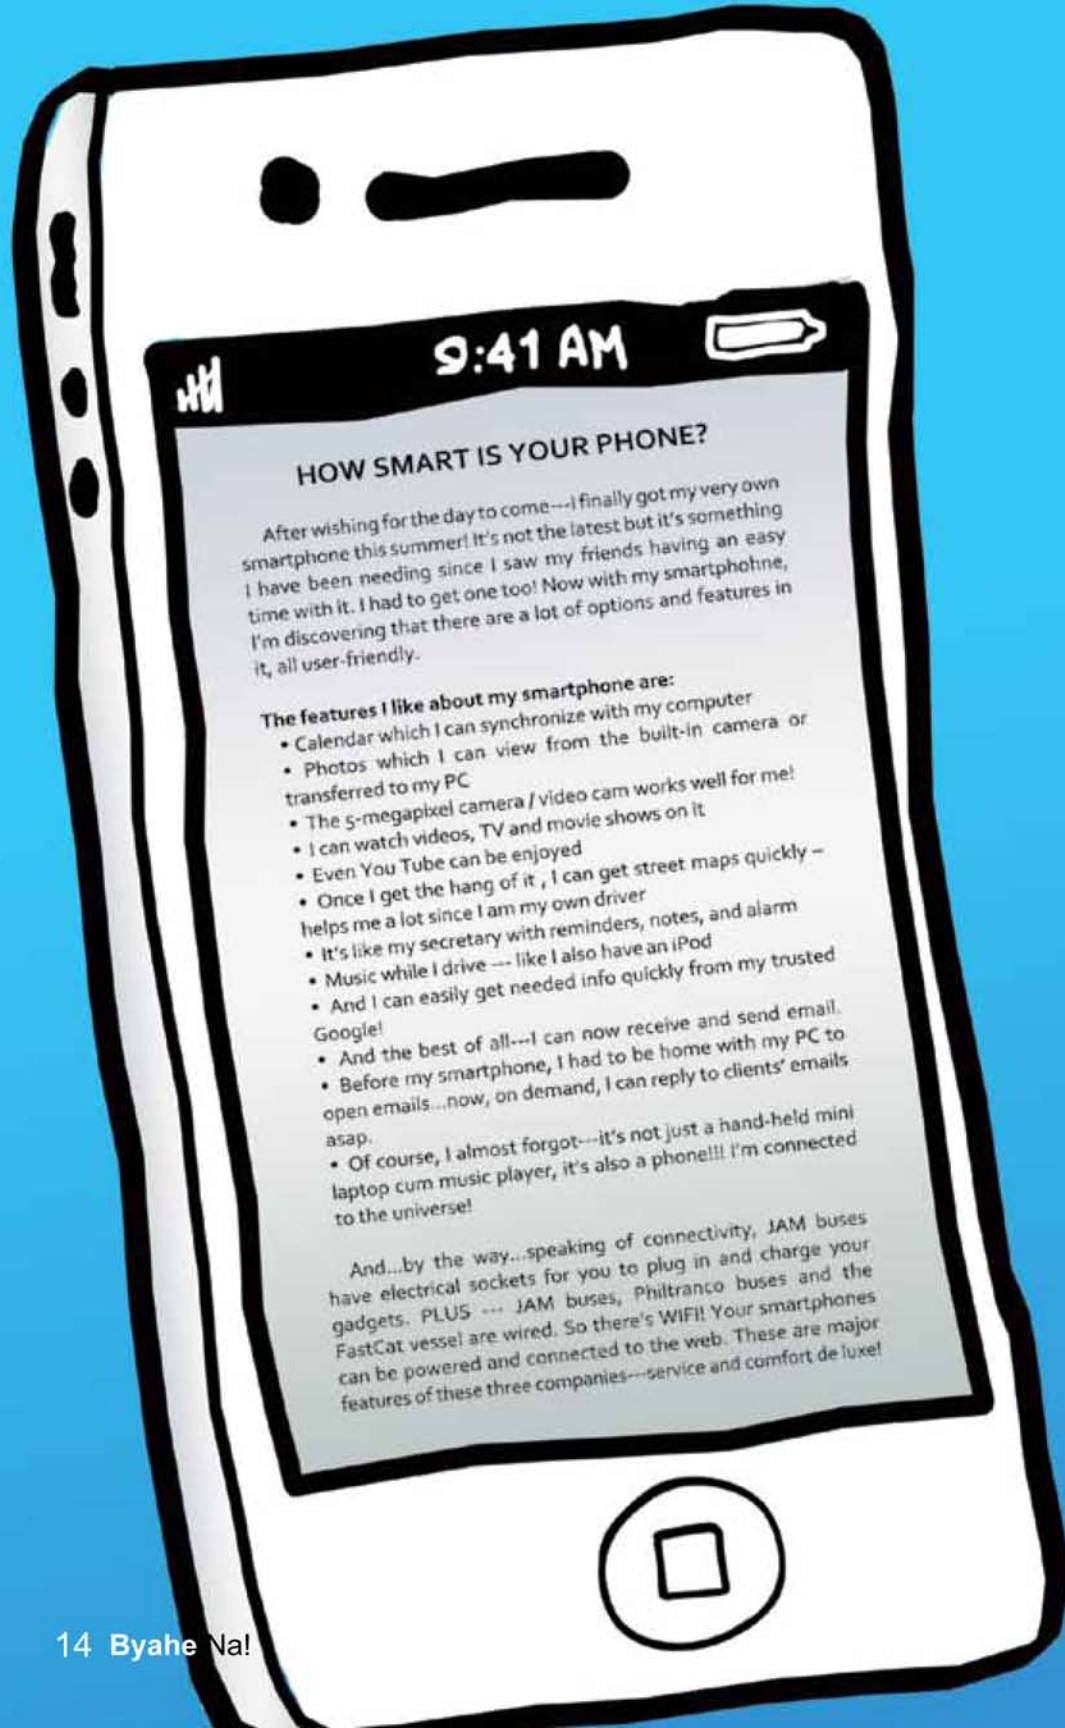 9:41 AM
HOW SMART IS YOUR PHONE?
After wishing for the day to come---I finally got my very own
smartphone this summer! It's not the latest but it's something
I have been needing since I saw my friends having an easy
time with it. I had to get one too! Now with my smartphohne,
I'm discovering that there are a lot of options and features in
it, all user-friendly.
The features I like about my smartphone are:
• Calendar which I can synchronize with my computer
• Photos which I can view from the built-in camera or
transferred to my PC
• The 5-megapixel camera / video cam works well for me!
• I can watch videos, TV and movie shows on it
• Even You Tube can be enjoyed
• Once I get the hang of it , I can get street maps quickly –
helps me a lot since I am my own driver
• It's like my secretary with reminders, notes, and alarm
• Music while I drive --- like I also have an iPod
• And I can easily get needed info quickly from my trusted
Google!
• And the best of all---I can now receive and send email.
• Before my smartphone, I had to be home with my PC to
open emails...now, on demand, I can reply to clients' emails
asap.
• Of course, I almost forgot---it's not just a hand-held mini
laptop cum music player, it's also a phone!!! I'm connected
to the universe!
And...by the way...speaking of connectivity, JAM buses
have electrical sockets for you to plug in and charge your
gadgets. PLUS --- JAM buses, Philtranco buses and the
FastCat vessel are wired. So there's WIFI! Your smartphones
can be powered and connected to the web. These are major
features of these three companies---service and comfort de luxe!
14 Byahe Na!